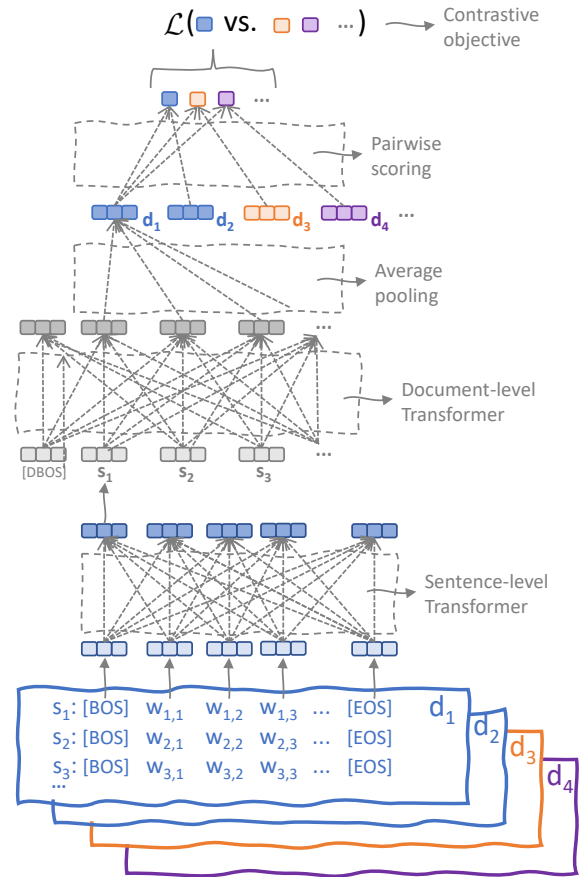 ℒ( vs. ... )
Contrastive
objective
...
Pairwise
scoring
d₁ d₂ d₃ d₄ ...
Average
pooling
...
Document-level
Transformer
[DBOS] s₁ s₂ s₃ ...
Sentence-level
Transformer
s₁: [BOS] w₁,₁ w₁,₂ w₁,₃ ... [EOS] d₁
s₂: [BOS] w₂,₁ w₂,₂ w₂,₃ ... [EOS] d₂
s₃: [BOS] w₃,₁ w₃,₂ w₃,₃ ... [EOS] d₃
...
d₄